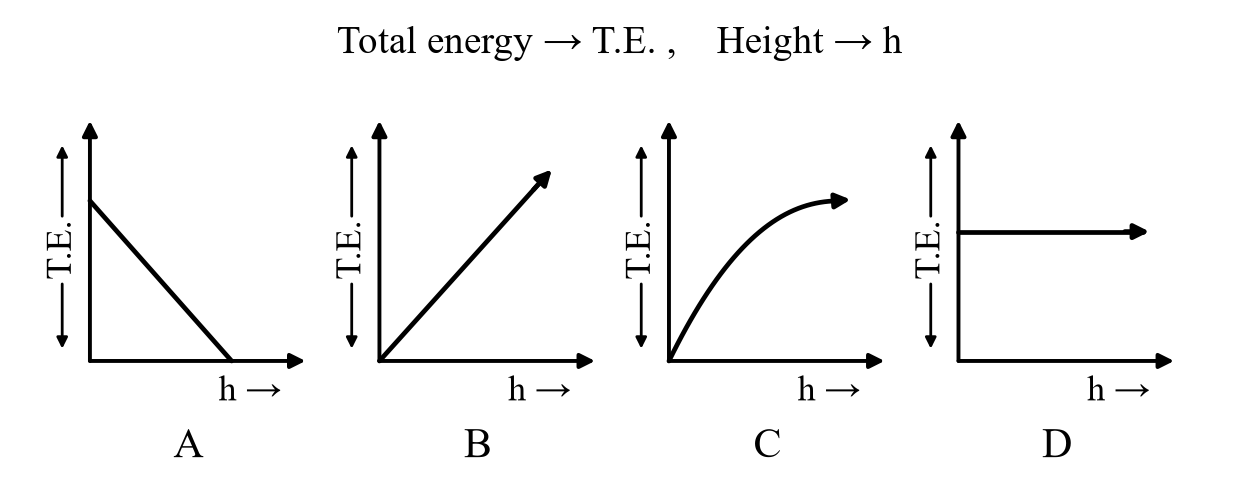 Total energy → T.E. , Height → h
T.E.
h →
A
T.E.
h →
B
T.E.
h →
C
T.E.
h →
D